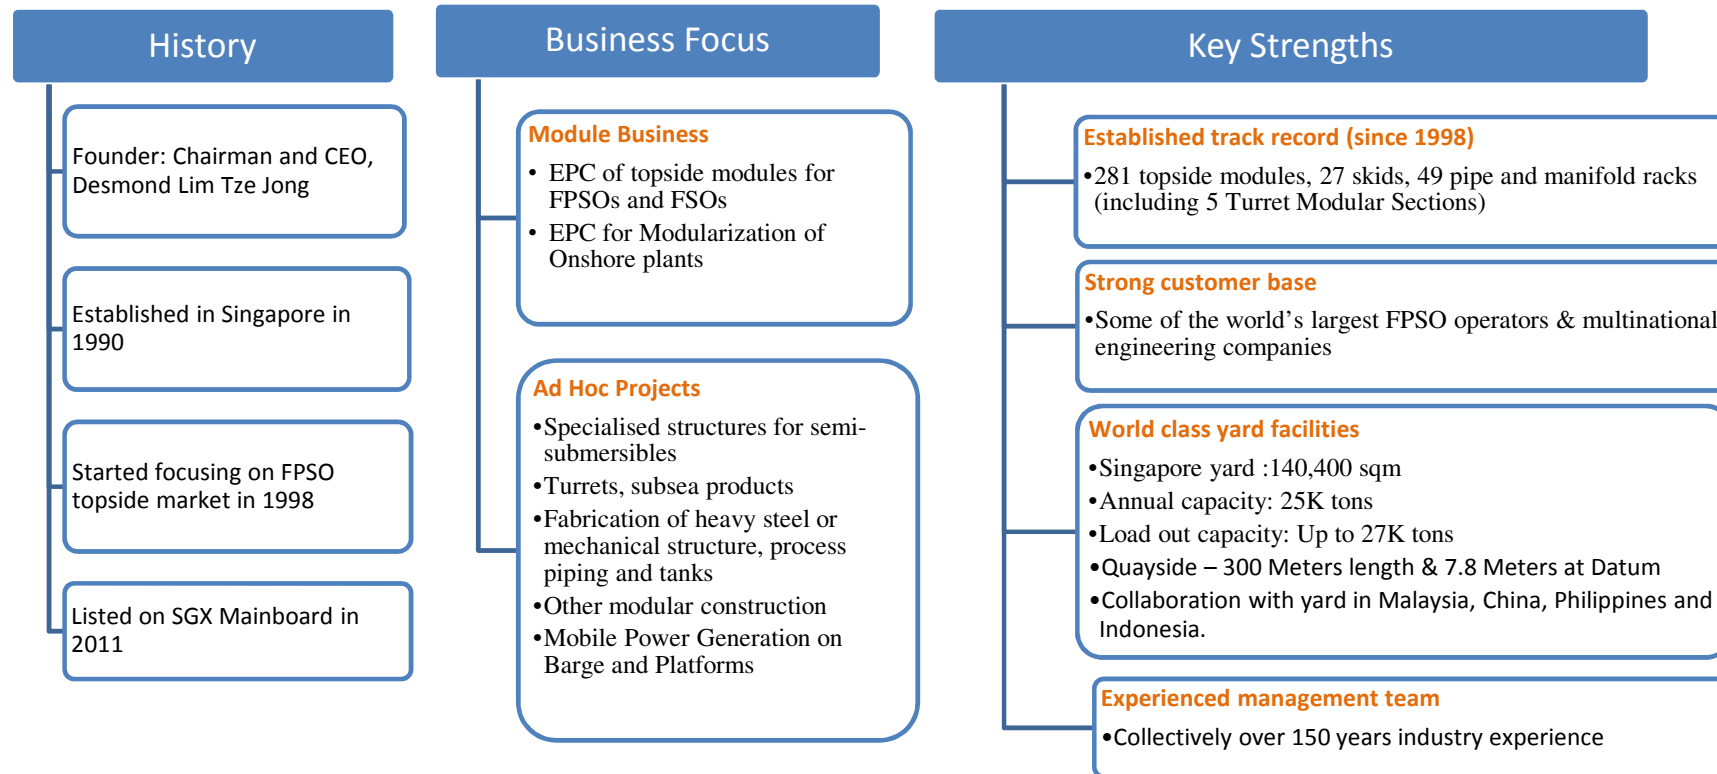 History
Founder: Chairman and CEO,
Desmond Lim Tze Jong
Established in Singapore in
1990
Started focusing on FPSO
topside market in 1998
Listed on SGX Mainboard in
2011
Business Focus
Module Business
• EPC of topside modules for
FPSOs and FSOs
• EPC for Modularization of
Onshore plants
Ad Hoc Projects
•Specialised structures for semi-
submersibles
•Turrets, subsea products
•Fabrication of heavy steel or
mechanical structure, process
piping and tanks
•Other modular construction
•Mobile Power Generation on
Barge and Platforms
Key Strengths
Established track record (since 1998)
•281 topside modules, 27 skids, 49 pipe and manifold racks
(including 5 Turret Modular Sections)
Strong customer base
•Some of the world’s largest FPSO operators & multinational
engineering companies
World class yard facilities
•Singapore yard :140,400 sqm
•Annual capacity: 25K tons
•Load out capacity: Up to 27K tons
•Quayside – 300 Meters length & 7.8 Meters at Datum
•Collaboration with yard in Malaysia, China, Philippines and
Indonesia.
Experienced management team
•Collectively over 150 years industry experience